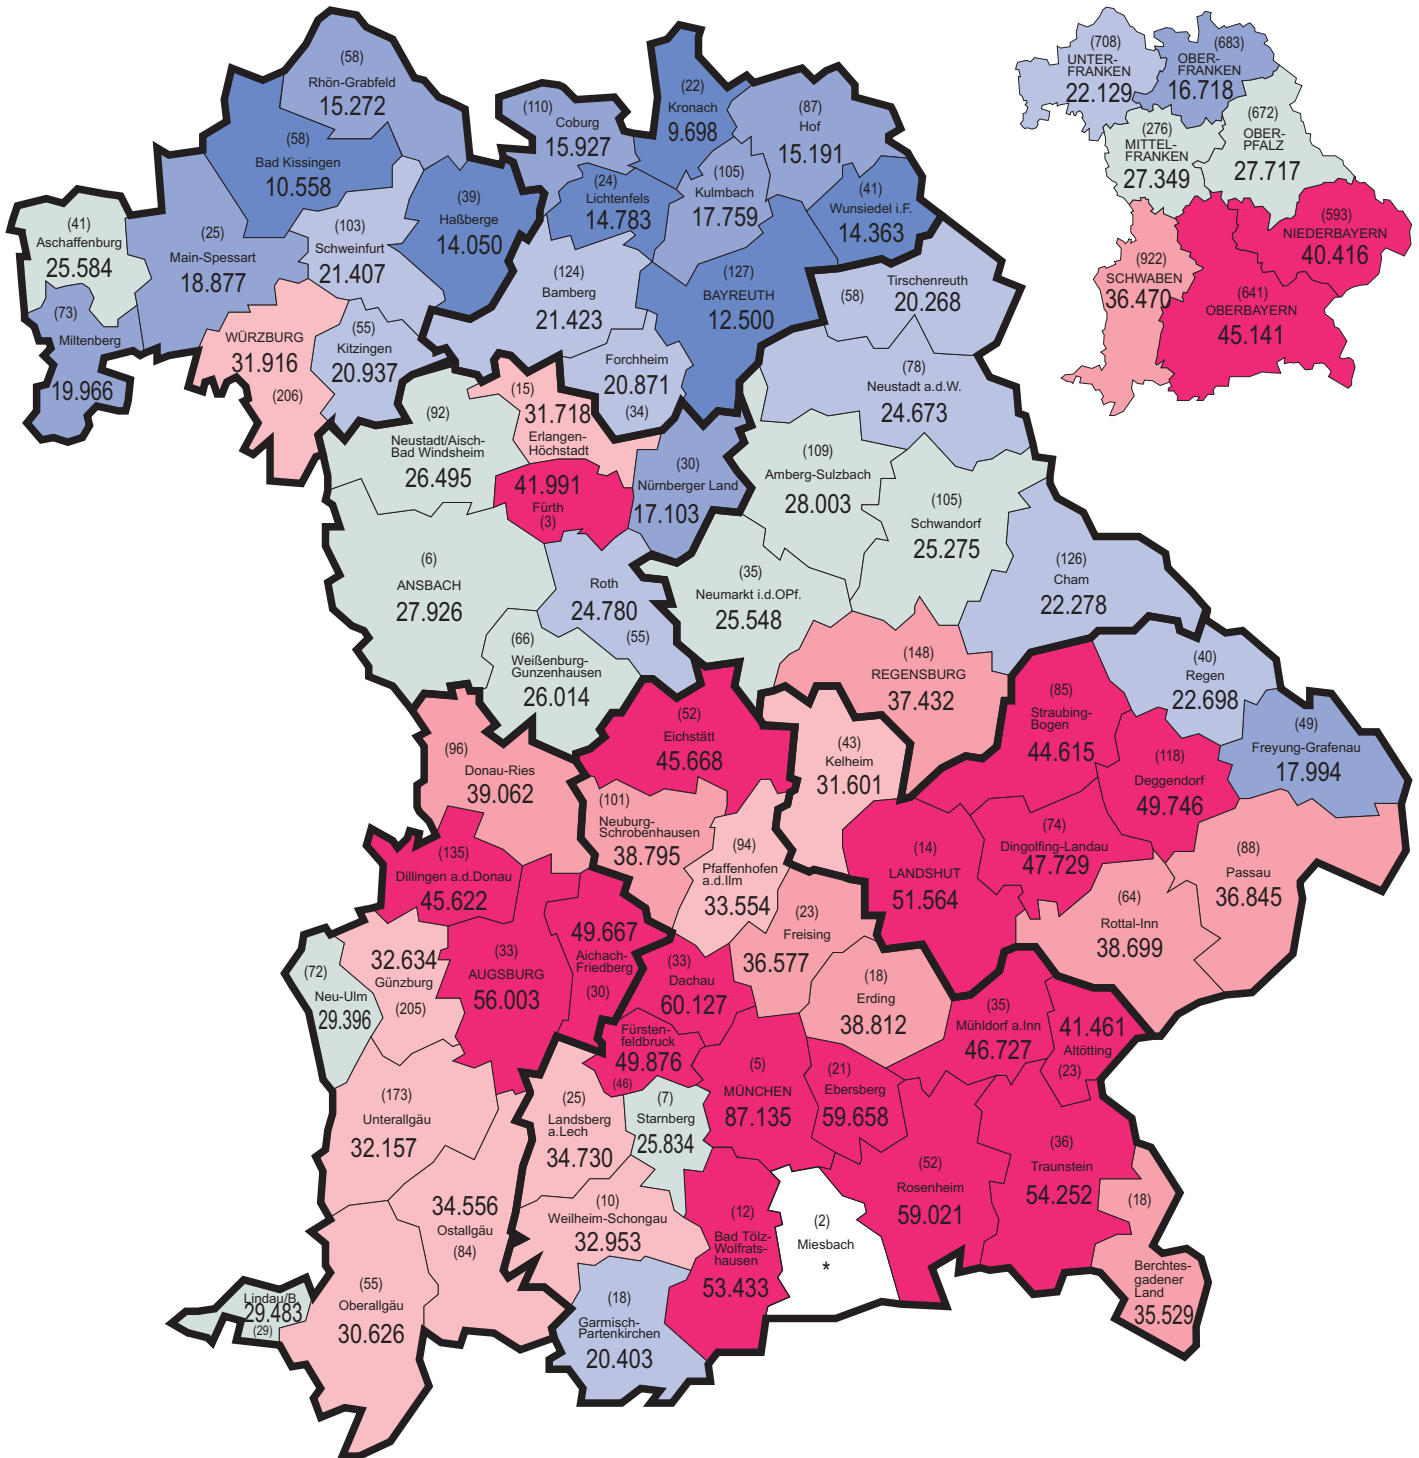 (58)
Rhön-Grabfeld
15.272
(58)
Bad Kissingen
10.558
(110)
Coburg
15.927
(22)
Kronach
9.698
(87)
Hof
15.191
(24)
Lichtenfels
14.783
(105)
Kulmbach
17.759
(41)
Wunsiedel i.F.
14.363
(39)
Haßberge
14.050
(41)
Aschaffenburg
25.584
(25)
Main-Spessart
18.877
(103)
Schweinfurt
21.407
(73)
Miltenberg
19.966
WÜRZBURG
31.916
(206)
(55)
Kitzingen
20.937
(124)
Bamberg
21.423
(127)
BAYREUTH
12.500
Forchheim
20.871
(34)
(58)
Tirschenreuth
20.268
(78)
Neustadt a.d.W.
24.673
(92)
Neustadt/Aisch-
Bad Windsheim
26.495
(15)
31.718
Erlangen-
Höchstadt
41.991
Fürth
(3)
(30)
Nürnberger Land
17.103
(109)
Amberg-Sulzbach
28.003
(105)
Schwandorf
25.275
(6)
ANSBACH
27.926
Roth
24.780
(55)
(66)
Weißenburg-
Gunzenhausen
26.014
(35)
Neumarkt i.d.OPf.
25.548
(126)
Cham
22.278
(148)
REGENSBURG
37.432
(40)
Regen
22.698
(49)
Freyung-Grafenau
17.994
(85)
Straubing-
Bogen
44.615
(118)
Deggendorf
49.746
(52)
Eichstätt
45.668
(43)
Kelheim
31.601
(96)
Donau-Ries
39.062
(101)
Neuburg-
Schrobenhausen
38.795
(94)
Pfaffenhofen
a.d.Ilm
33.554
(14)
LANDSHUT
51.564
(74)
Dingolfing-Landau
47.729
(88)
Passau
36.845
(64)
Rottal-Inn
38.699
(135)
Dillingen a.d.Donau
45.622
(72)
Neu-Ulm
29.396
32.634
Günzburg
(205)
(33)
AUGSBURG
56.003
49.667
Aichach-
Friedberg
(30)
(33)
Dachau
60.127
(23)
Freising
36.577
(18)
Erding
38.812
(35)
Mühldorf a.Inn
46.727
41.461
Altötting
(23)
Fürsten-
feldbruck
49.876
(46)
(5)
MÜNCHEN
87.135
(21)
Ebersberg
59.658
(173)
Unterallgäu
32.157
(25)
Landsberg
a.Lech
34.730
(7)
Starnberg
25.834
(52)
Rosenheim
59.021
(36)
Traunstein
54.252
(18)
Berchtes-
gadener
Land
35.529
34.556
Ostallgäu
(84)
(10)
Weilheim-Schongau
32.953
(12)
Bad Tölz-
Wolfrats-
hausen
53.433
(2)
Miesbach
*
(55)
Oberallgäu
30.626
Lindau/B.
29.483
(29)
(18)
Garmisch-
Partenkirchen
20.403
(708)
UNTER-
FRANKEN
22.129
(683)
OBER-
FRANKEN
16.718
(276)
MITTEL-
FRANKEN
27.349
(672)
OBER-
PFALZ
27.717
(593)
NIEDERBAYERN
40.416
(922)
SCHWABEN
36.470
(641)
OBERBAYERN
45.141